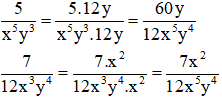 5/(x⁵y³) = 5.12y/(x⁵y³.12y) = 60y/(12x⁵y⁴)
7/(12x³y⁴) = 7.x²/(12x³y⁴.x²) = 7x²/(12x⁵y⁴)